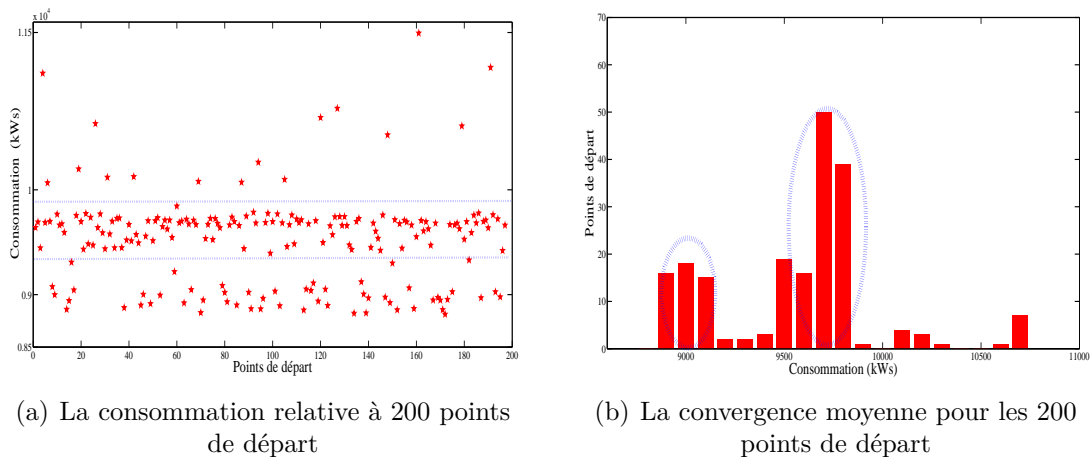 x 10⁴
1.15
1
0.9
0.85
Consommation (kWs)
0 20 40 60 80 100 120 140 160 180 200
Points de départ
70
60
50
40
30
20
10
0
Points de départ
9000 9500 10000 10500 11000
Consommation (kWs)
(a) La consommation relative à 200 points
de départ
(b) La convergence moyenne pour les 200
points de départ